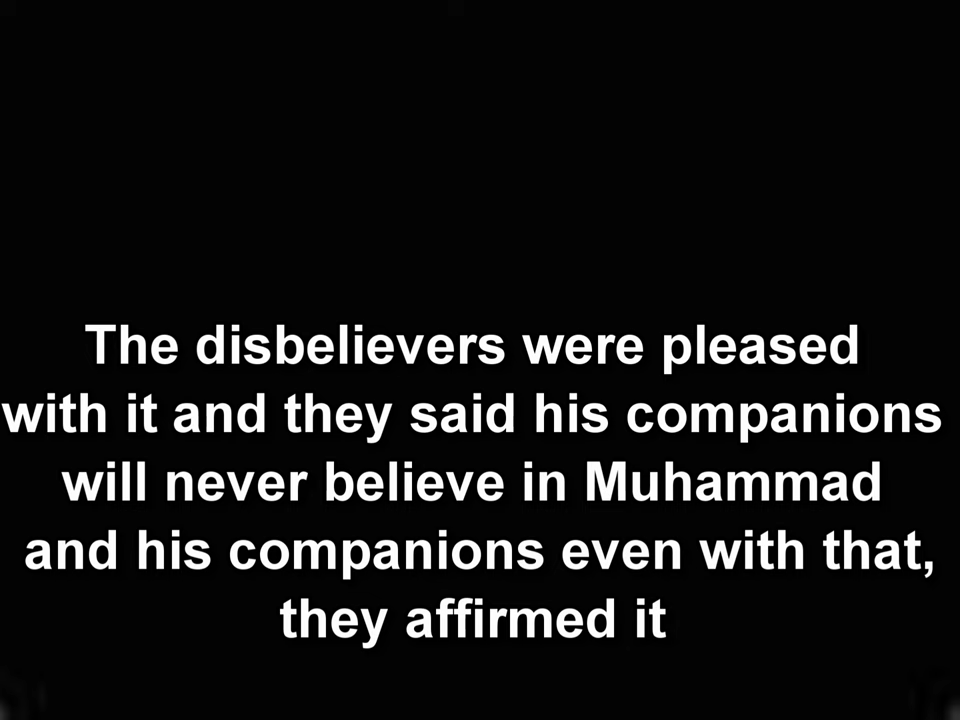 The disbelievers were pleased
with it and they said his companions
will never believe in Muhammad
and his companions even with that,
they affirmed it